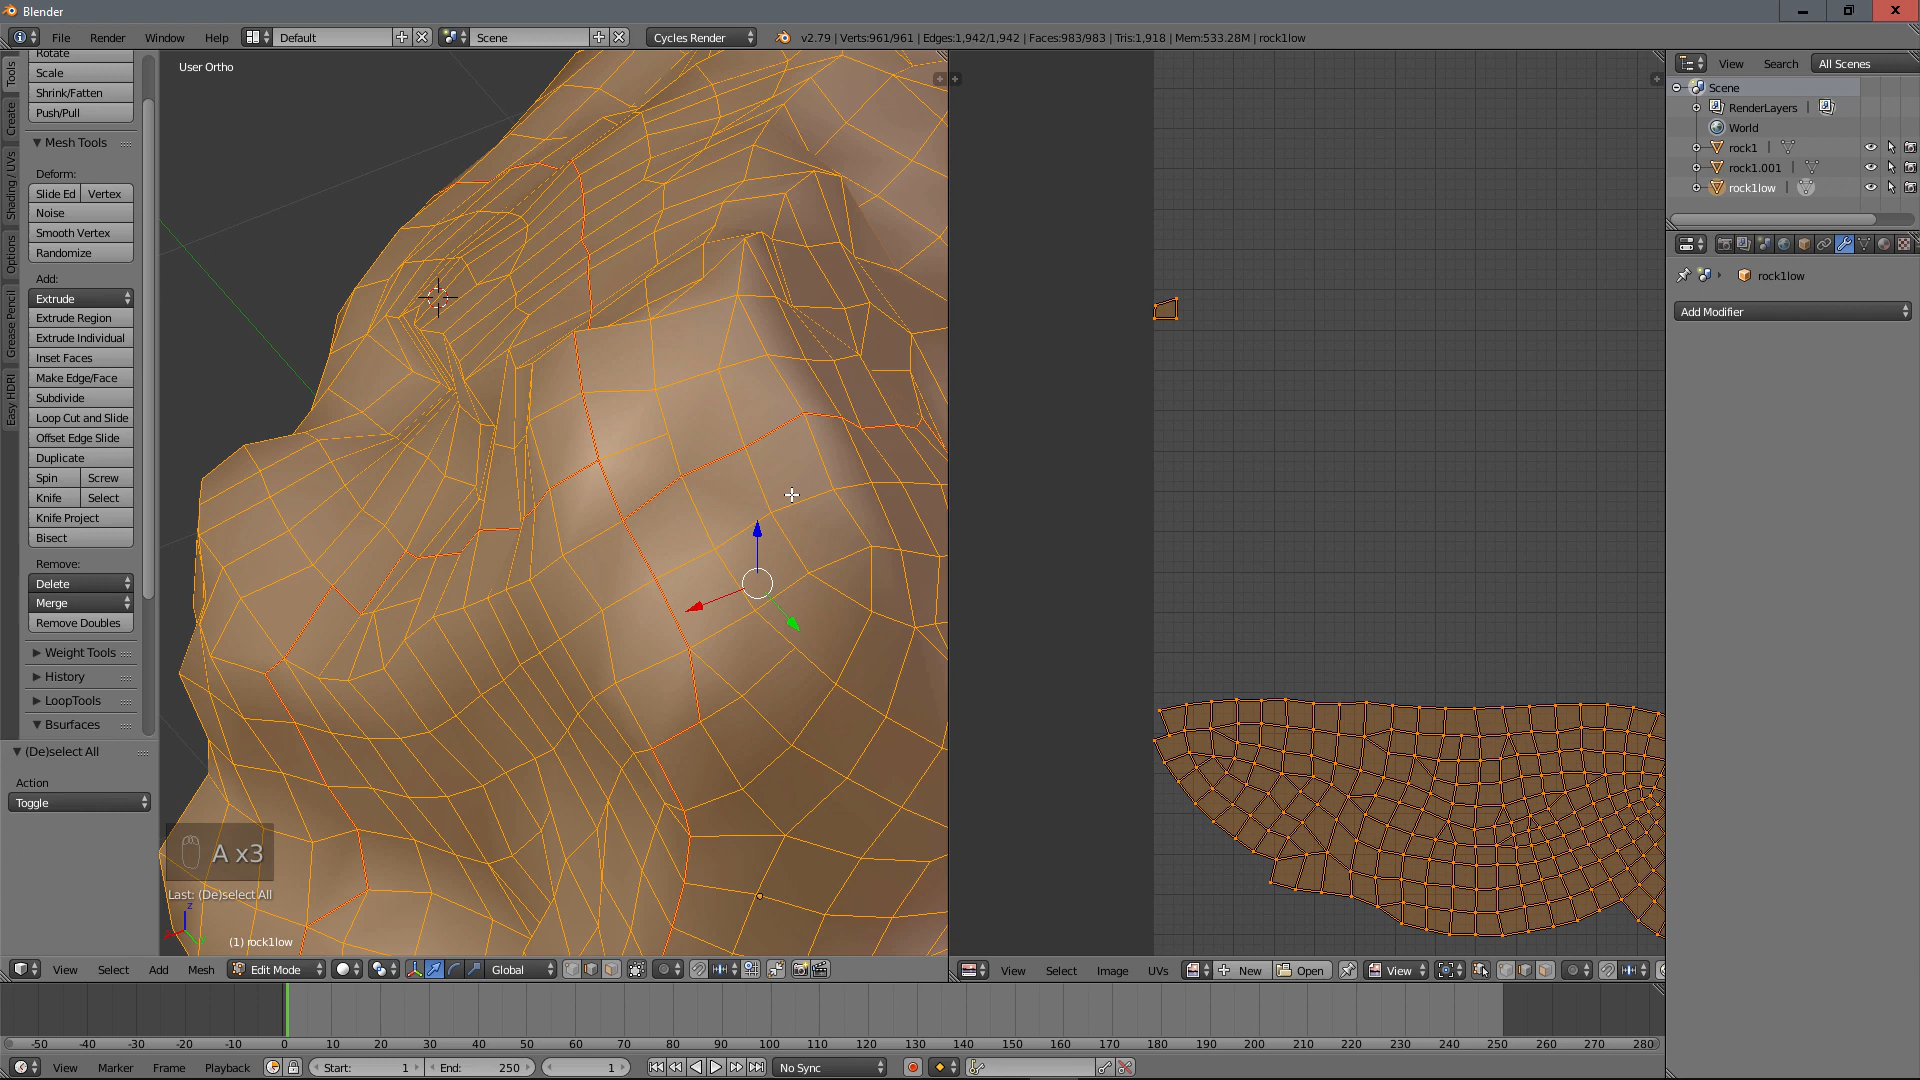 Blender
File Render Window Help Default Scene Cycles Render v2.79 | Verts:961/961 | Edges:1,942/1,942 | Faces:983/983 | Tris:1,918 | Mem:533.28M | rock1low
Tools
Create
Shading / UVs
Options
Grease Pencil
Easy HDRI
Rotate
Scale
Shrink/Fatten
Push/Pull
Mesh Tools
Deform:
Slide Ed Vertex
Noise
Smooth Vertex
Randomize
Add:
Extrude
Extrude Region
Extrude Individual
Inset Faces
Make Edge/Face
Subdivide
Loop Cut and Slide
Offset Edge Slide
Duplicate
Spin Screw
Knife Select
Knife Project
Bisect
Remove:
Delete
Merge
Remove Doubles
Weight Tools
History
LoopTools
Bsurfaces
(De)select All
Action
Toggle
User Ortho
A x3
Last: (De)select All
z
(1) rock1low
View Select Add Mesh Edit Mode Global
View Select Image UVs New Open View
View Search All Scenes
Scene
RenderLayers |
World
rock1 |
rock1.001 |
rock1low |
rock1low
Add Modifier
-50 -40 -30 -20 -10 0 10 20 30 40 50 60 70 80 90 100 110 120 130 140 150 160 170 180 190 200 210 220 230 240 250 260 270 280
View Marker Frame Playback Start: 1 End: 250 1 No Sync